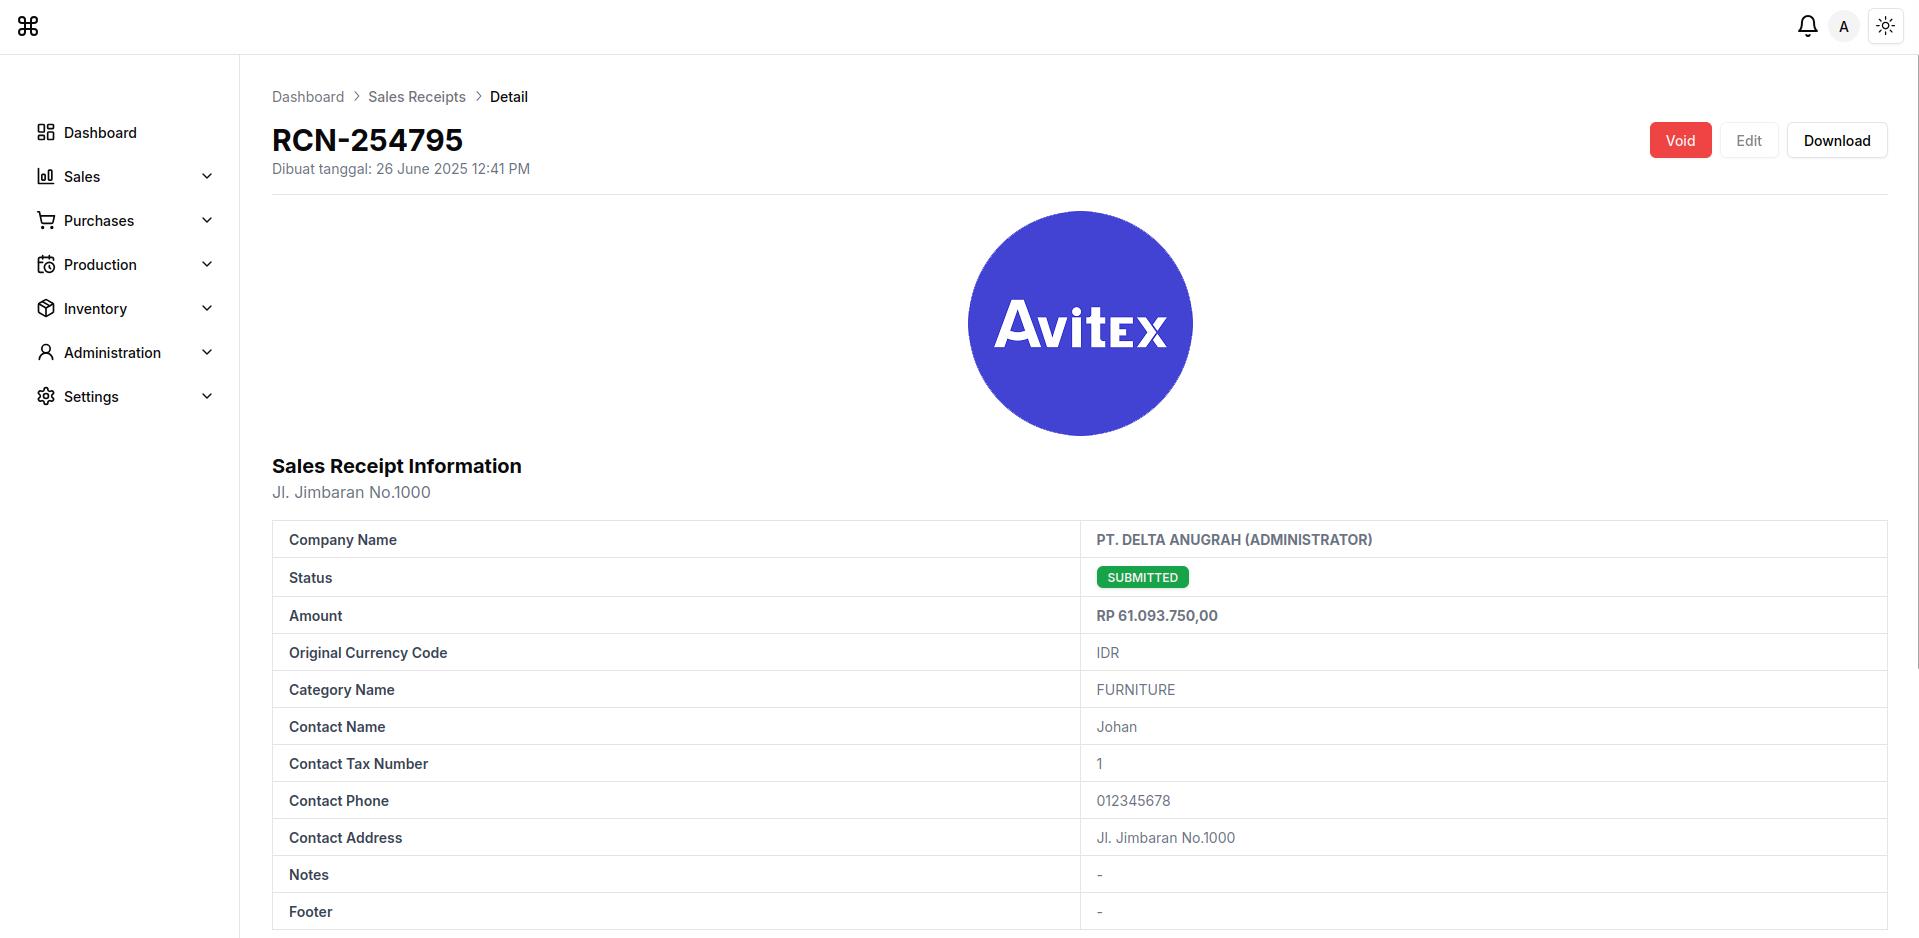 A
Dashboard
Sales
Purchases
Production
Inventory
Administration
Settings
Dashboard > Sales Receipts > Detail
RCN-254795
Dibuat tanggal: 26 June 2025 12:41 PM
Void Edit Download
Avitex
Sales Receipt Information
Jl. Jimbaran No.1000
Company Name PT. DELTA ANUGRAH (ADMINISTRATOR)
Status SUBMITTED
Amount RP 61.093.750,00
Original Currency Code IDR
Category Name FURNITURE
Contact Name Johan
Contact Tax Number 1
Contact Phone 012345678
Contact Address Jl. Jimbaran No.1000
Notes -
Footer -